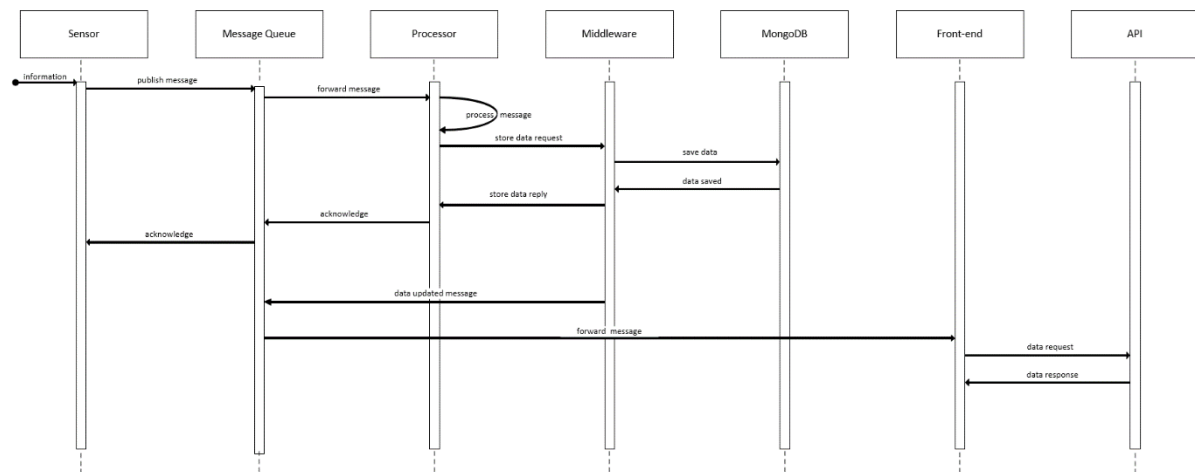 Sensor
Message Queue
Processor
Middleware
MongoDB
Front-end
API
information
publish message
forward message
process message
store data request
save data
data saved
store data reply
acknowledge
acknowledge
data updated message
forward message
data request
data response